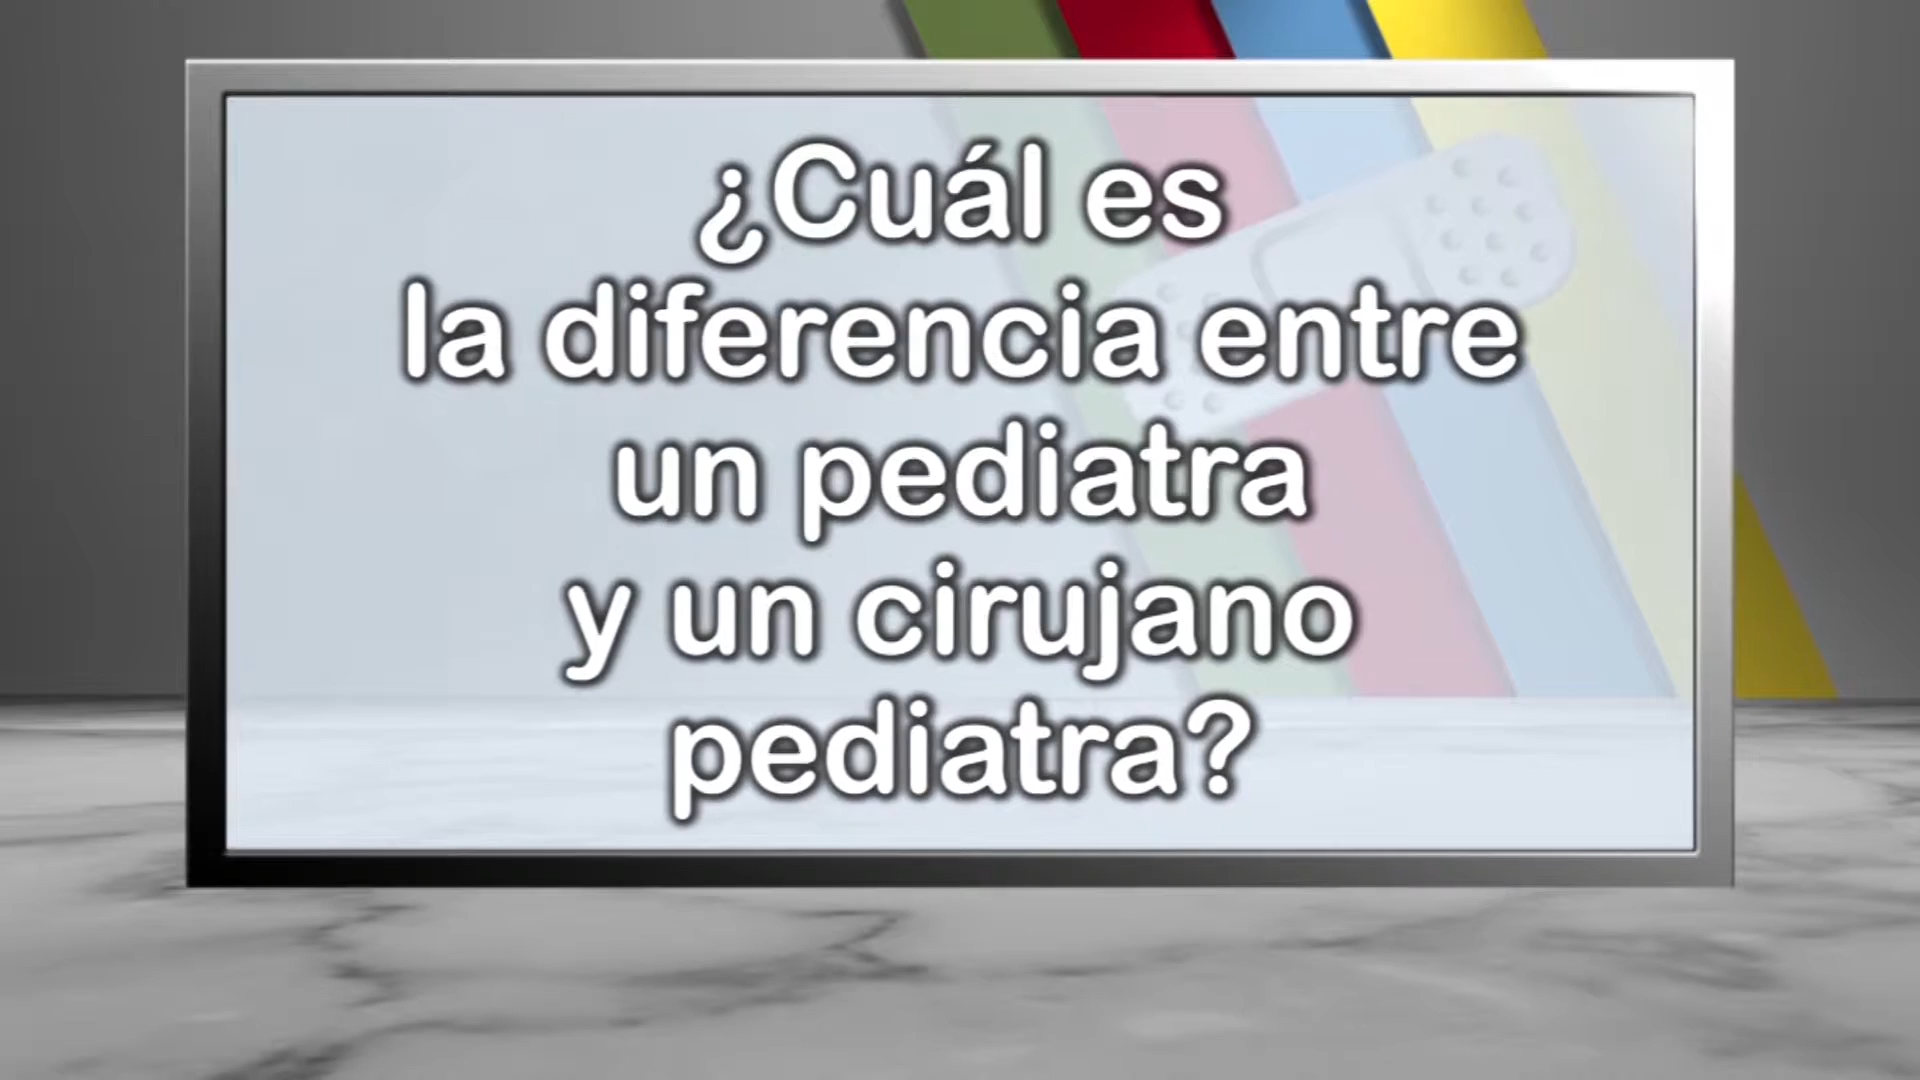 ¿Cuál es
la diferencia entre
un pediatra
y un cirujano
pediatra?